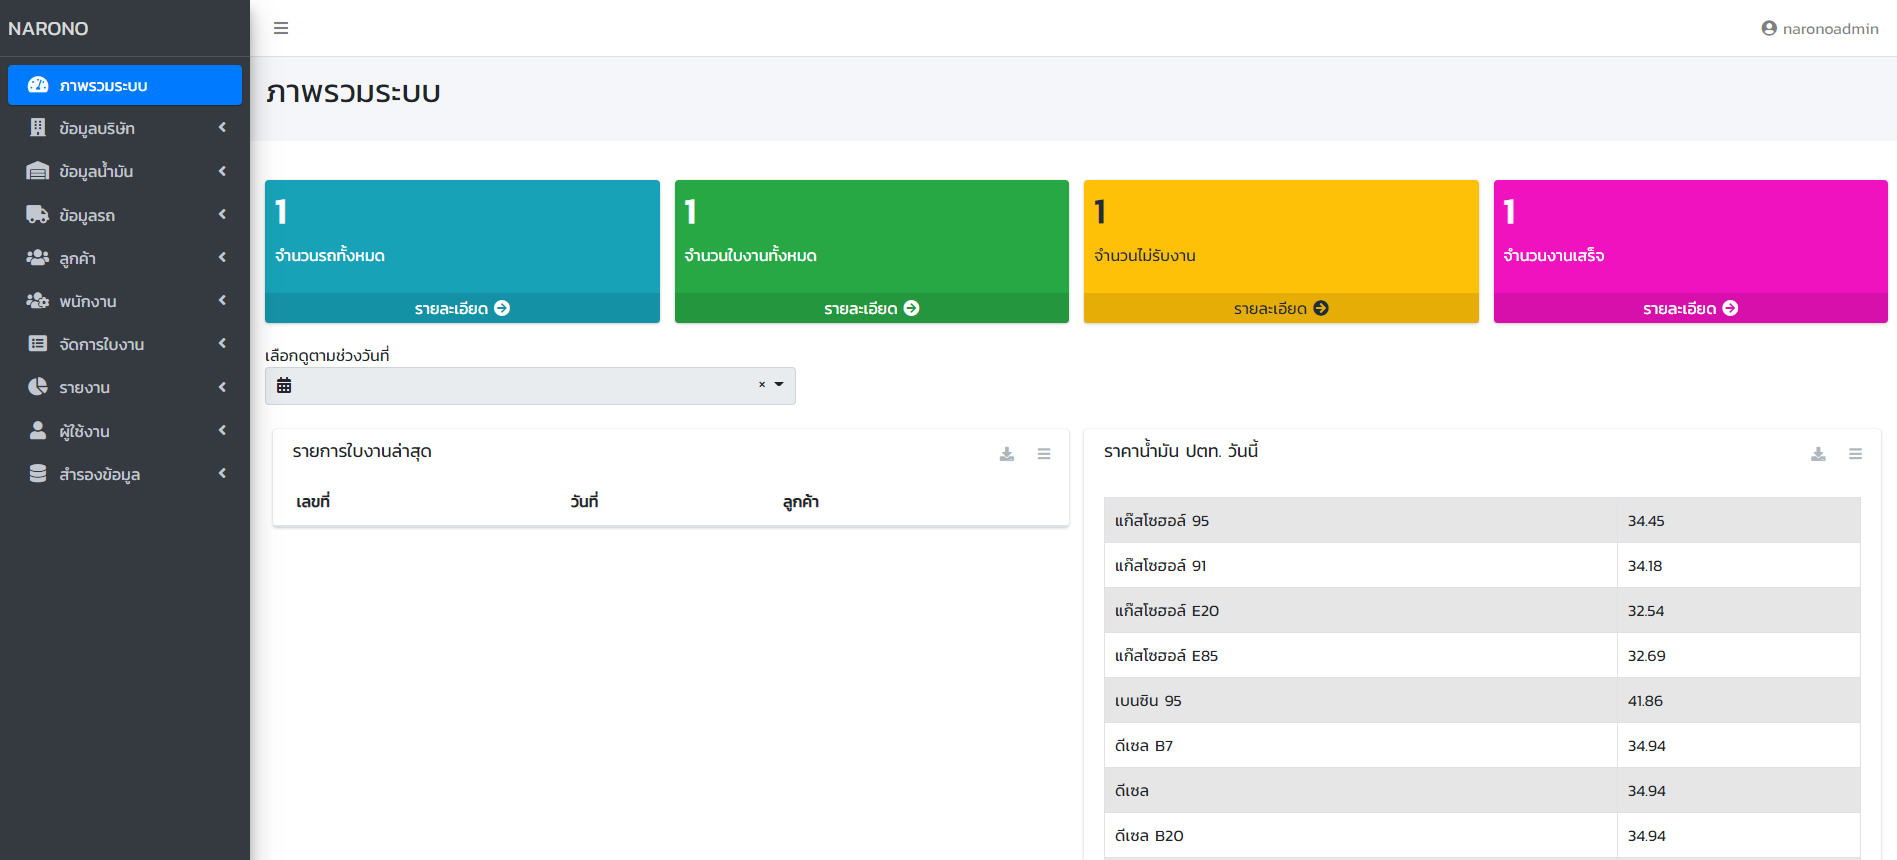 NARONO
naronoadmin
ภาพรวมระบบ
ข้อมูลบริษัท
ข้อมูลน้ำมัน
ข้อมูลรถ
ลูกค้า
พนักงาน
จัดการใบงาน
รายงาน
ผู้ใช้งาน
สำรองข้อมูล
ภาพรวมระบบ
1
จำนวนรถทั้งหมด
รายละเอียด
1
จำนวนใบงานทั้งหมด
รายละเอียด
1
จำนวนไม่รับงาน
รายละเอียด
1
จำนวนงานเสร็จ
รายละเอียด
เลือกดูตามช่วงวันที่
×
รายการใบงานล่าสุด
เลขที่ วันที่ ลูกค้า
ราคาน้ำมัน ปตท. วันนี้
แก๊สโซฮอล์ 95 34.45
แก๊สโซฮอล์ 91 34.18
แก๊สโซฮอล์ E20 32.54
แก๊สโซฮอล์ E85 32.69
เบนซิน 95 41.86
ดีเซล B7 34.94
ดีเซล 34.94
ดีเซล B20 34.94